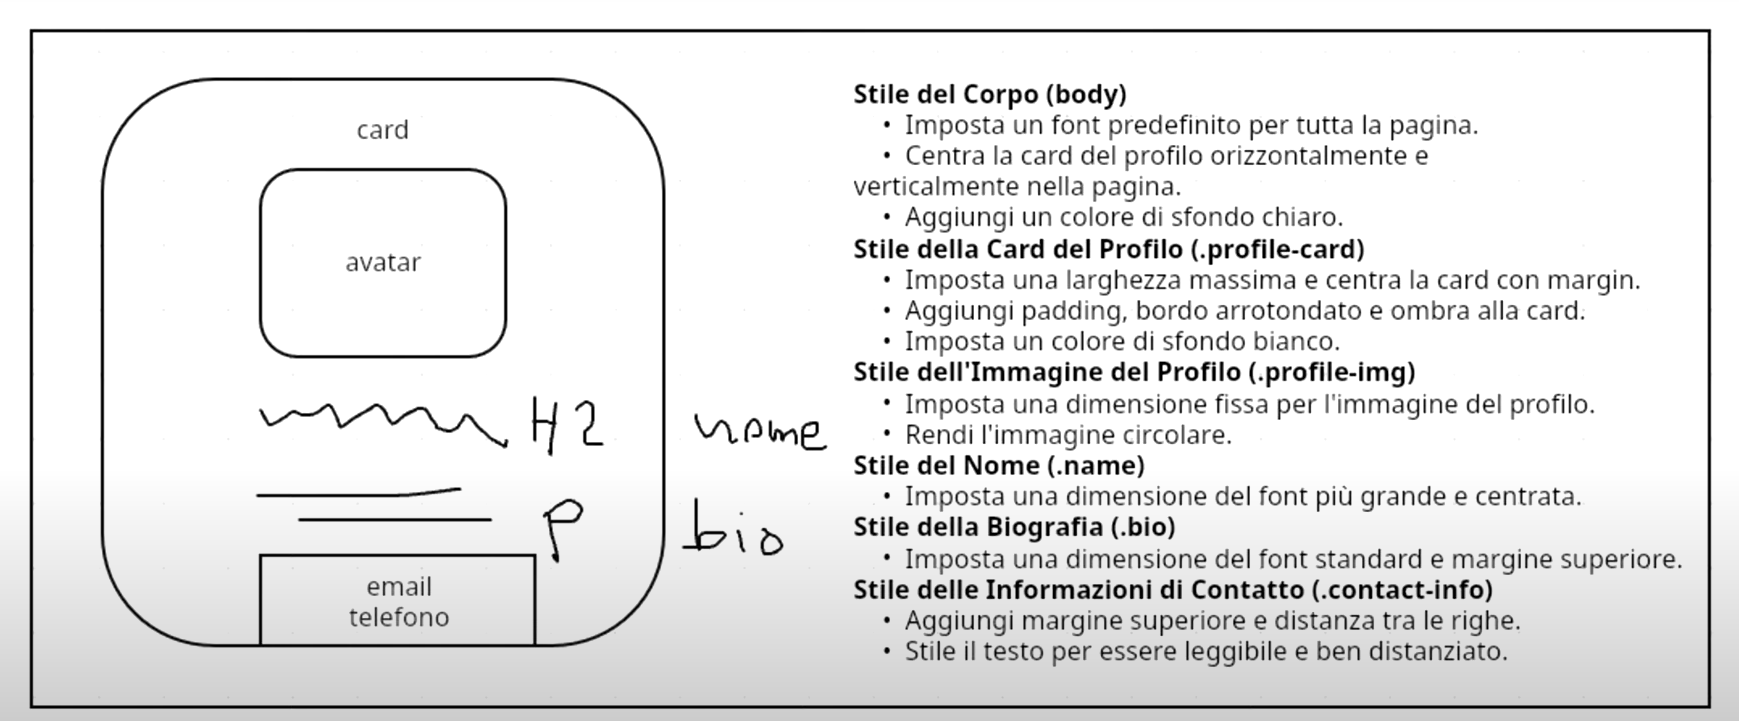 card
avatar
H2 nome
P bio
email
telefono
Stile del Corpo (body)
• Imposta un font predefinito per tutta la pagina.
• Centra la card del profilo orizzontalmente e
verticalmente nella pagina.
• Aggiungi un colore di sfondo chiaro.
Stile della Card del Profilo (.profile-card)
• Imposta una larghezza massima e centra la card con margin.
• Aggiungi padding, bordo arrotondato e ombra alla card.
• Imposta un colore di sfondo bianco.
Stile dell'Immagine del Profilo (.profile-img)
• Imposta una dimensione fissa per l'immagine del profilo.
• Rendi l'immagine circolare.
Stile del Nome (.name)
• Imposta una dimensione del font più grande e centrata.
Stile della Biografia (.bio)
• Imposta una dimensione del font standard e margine superiore.
Stile delle Informazioni di Contatto (.contact-info)
• Aggiungi margine superiore e distanza tra le righe.
• Stile il testo per essere leggibile e ben distanziato.